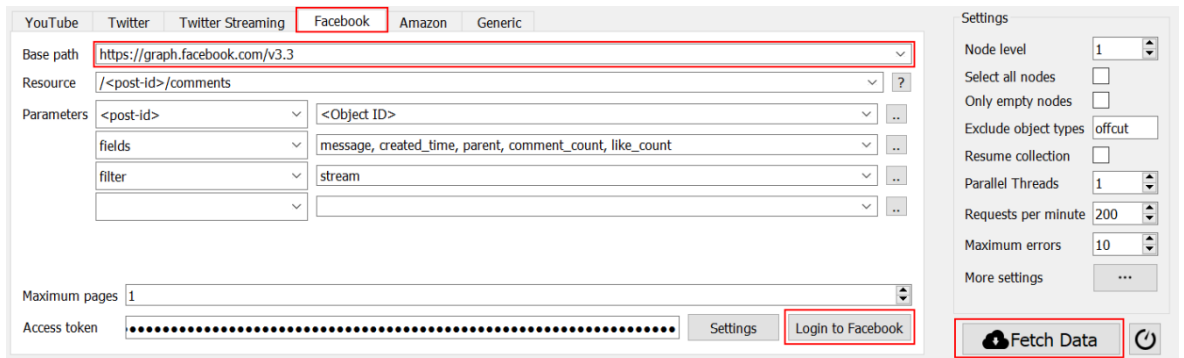 YouTube Twitter Twitter Streaming Facebook Amazon Generic
Base path https://graph.facebook.com/v3.3
Resource /<post-id>/comments ?
Parameters <post-id> <Object ID> ..
fields message, created_time, parent, comment_count, like_count ..
filter stream ..
..
Maximum pages 1
Access token •••••••••••••••••••••••••••••••••••••••••••••••••••••••••••••••• Settings Login to Facebook
Settings
Node level 1
Select all nodes
Only empty nodes
Exclude object types offcut
Resume collection
Parallel Threads 1
Requests per minute 200
Maximum errors 10
More settings ...
Fetch Data